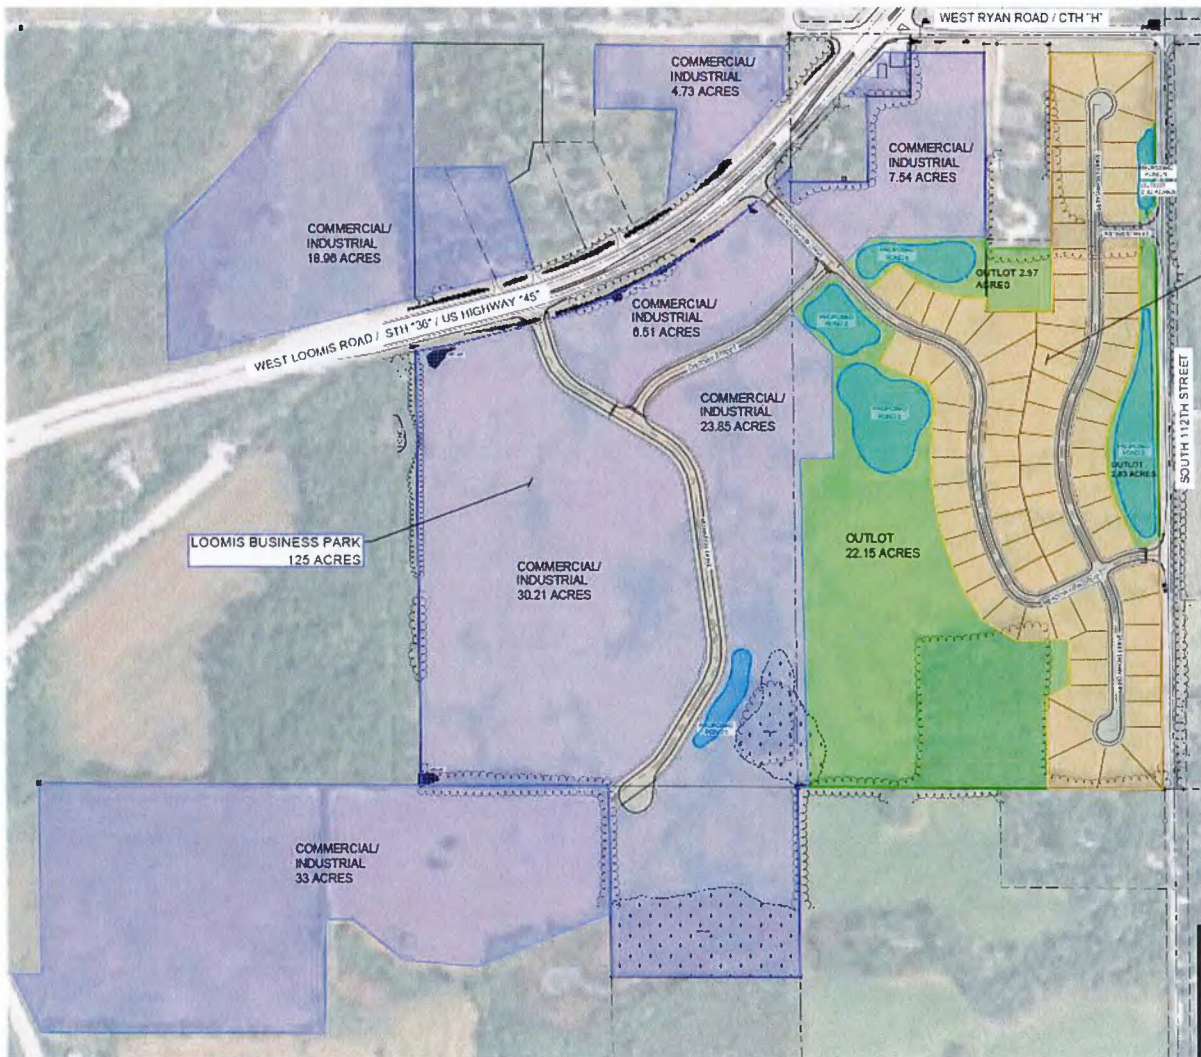 WEST RYAN ROAD / CTH "H"
COMMERCIAL/
INDUSTRIAL
4.73 ACRES
COMMERCIAL/
INDUSTRIAL
7.54 ACRES
COMMERCIAL/
INDUSTRIAL
18.96 ACRES
OUTLOT 2.97
ACRES
WEST LOOMIS ROAD / STH "36" / US HIGHWAY "45"
COMMERCIAL/
INDUSTRIAL
6.51 ACRES
COMMERCIAL/
INDUSTRIAL
23.85 ACRES
SOUTH 112TH STREET
OUTLOT
LOOMIS BUSINESS PARK
125 ACRES
OUTLOT
22.15 ACRES
COMMERCIAL/
INDUSTRIAL
30.21 ACRES
COMMERCIAL/
INDUSTRIAL
33 ACRES